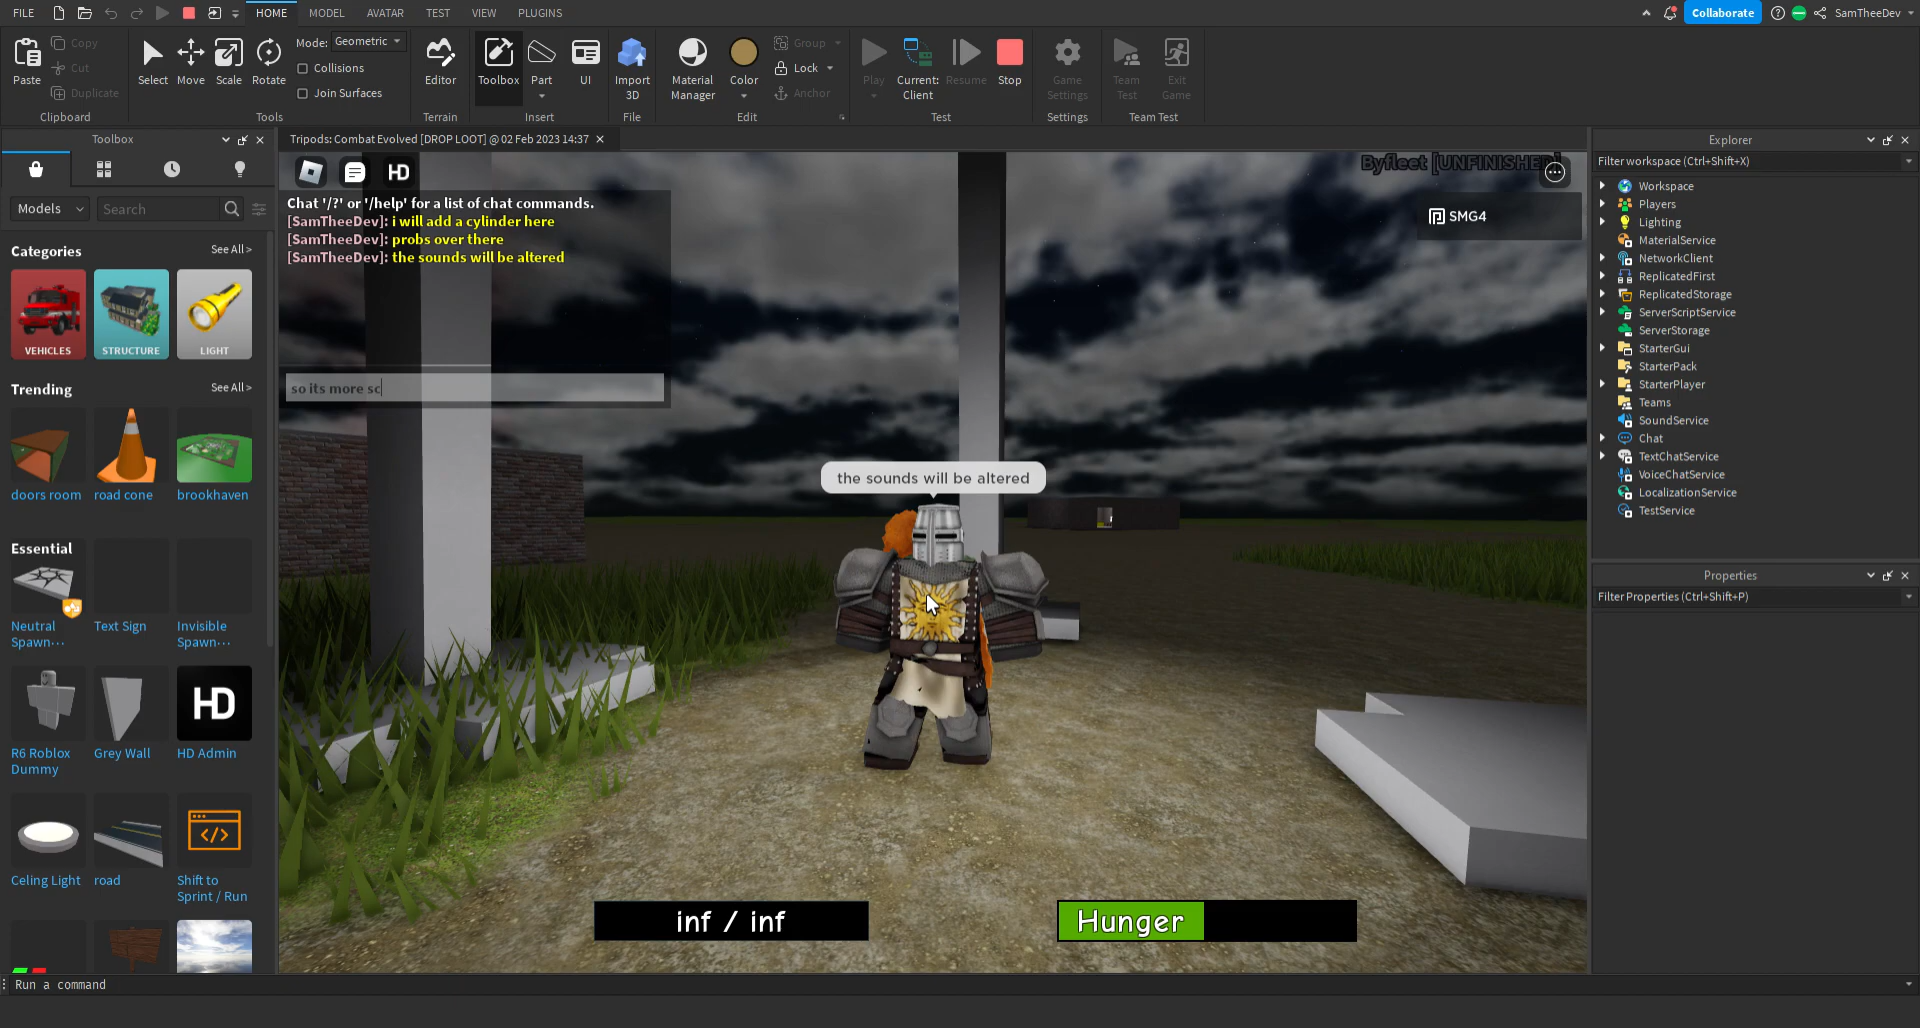 FILE
HOME
MODEL
AVATAR
TEST
VIEW
PLUGINS
Collaborate
SamTheeDev
Paste
Copy
Cut
Duplicate
Clipboard
Select
Move
Scale
Rotate
Mode:
Geometric
Collisions
Join Surfaces
Tools
Editor
Terrain
Toolbox
Part
UI
Insert
Import
3D
File
Material
Manager
Color
Group
Lock
Anchor
Edit
Play
Current:
Client
Resume
Stop
Test
Game
Settings
Settings
Team
Test
Exit
Game
Team Test
Toolbox
Models
Search
Categories
See All >
VEHICLES
STRUCTURE
LIGHT
Trending
See All >
doors room
road cone
brookhaven
Essential
Neutral
Spawn...
Text Sign
Invisible
Spawn...
HD
R6 Roblox
Dummy
Grey Wall
HD Admin
Celing Light
road
Shift to
Sprint / Run
Tripods: Combat Evolved [DROP LOOT] @ 02 Feb 2023 14:37
HD
Chat '/?' or '/help' for a list of chat commands.
[SamTheeDev]: i will add a cylinder here
[SamTheeDev]: probs over there
[SamTheeDev]: the sounds will be altered
so its more sc
Byfleet [UNFINISHED]
SMG4
the sounds will be altered
inf / inf
Hunger
Explorer
Filter workspace (Ctrl+Shift+X)
Workspace
Players
Lighting
MaterialService
NetworkClient
ReplicatedFirst
ReplicatedStorage
ServerScriptService
ServerStorage
StarterGui
StarterPack
StarterPlayer
Teams
SoundService
Chat
TextChatService
VoiceChatService
LocalizationService
TestService
Properties
Filter Properties (Ctrl+Shift+P)
Run a command